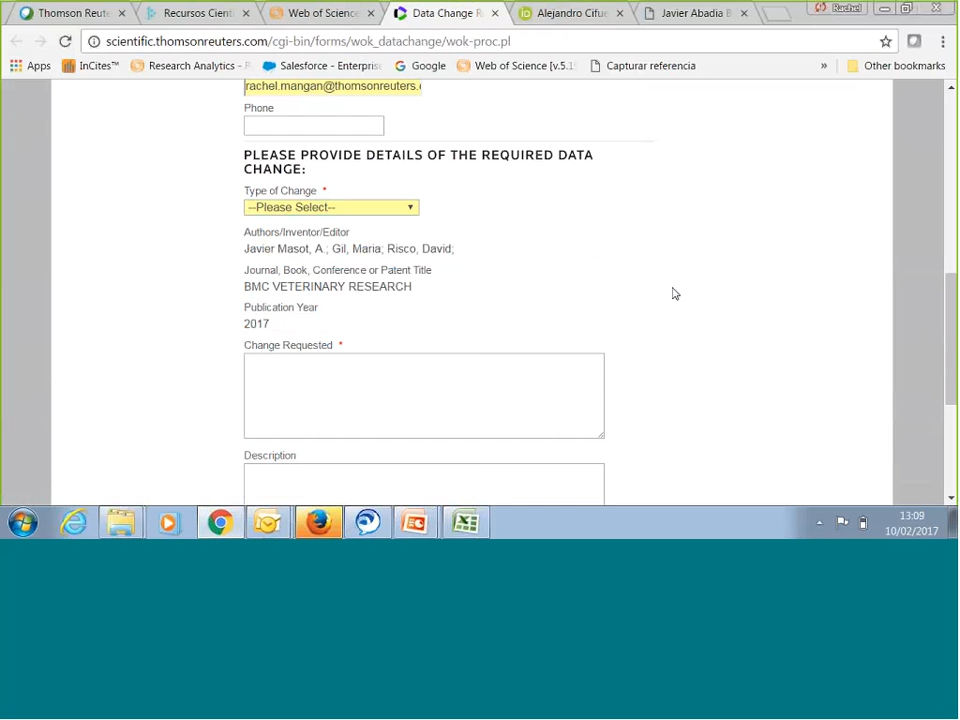 Thomson Reute
Recursos Cienti
Web of Science
Data Change R
Alejandro Cifue
Javier Abadia B
Rachel
scientific.thomsonreuters.com/cgi-bin/forms/wok_datachange/wok-proc.pl
Apps
InCites™
Research Analytics -
Salesforce - Enterprise
Google
Web of Science [v.5.1
Capturar referencia
»
Other bookmarks
rachel.mangan@thomsonreuters.c
Phone
PLEASE PROVIDE DETAILS OF THE REQUIRED DATA
CHANGE:
Type of Change *
--Please Select--
Authors/Inventor/Editor
Javier Masot, A.; Gil, Maria; Risco, David;
Journal, Book, Conference or Patent Title
BMC VETERINARY RESEARCH
Publication Year
2017
Change Requested *
Description
13:09
10/02/2017